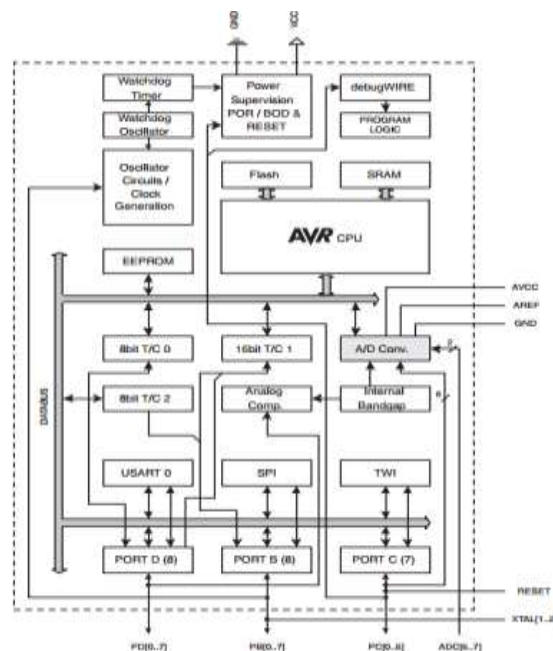 GND
VCC
Watchdog
Timer
Watchdog
Oscillator
Oscillator
Circuits /
Clock
Generation
Power
Supervision
POR / BOD &
RESET
debugWIRE
PROGRAM
LOGIC
Flash
SRAM
AVR CPU
EEPROM
AVCC
AREF
GND
DATABUS
8bit T/C 0
16bit T/C 1
A/D Conv.
2
8bit T/C 2
Analog
Comp.
Internal
Bandgap
6
USART 0
SPI
TWI
PORT D (8)
PORT B (8)
PORT C (7)
RESET
PD[0..7]
PB[0..7]
PC[0..6]
ADC[6..7]